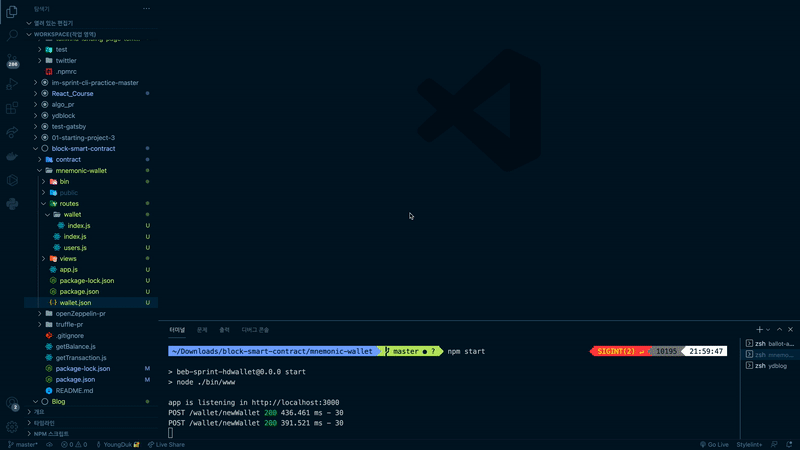 탐색기 ···
열려 있는 편집기
WORKSPACE(작업 영역)
test
twittler
.npmrc
im-sprint-cli-practice-master
React_Course
algo_pr
ydblock
test-gatsby
01-starting-project-3
block-smart-contract
contract
mnemonic-wallet
bin
public
routes
wallet
index.js U
index.js U
users.js U
views
app.js U
package-lock.json U
package.json U
wallet.json U
openZeppelin-pr
truffle-pr
.gitignore
getBalance.js
getTransaction.js
package-lock.json M
package.json M
README.md
Blog
개요
타임라인
NPM 스크립트
터미널 문제 출력 디버그 콘솔
~/Downloads/block-smart-contract/mnemonic-wallet master ● ? npm start SIGINT(2) ↵ 10195 21:59:47
> beb-sprint-hdwallet@0.0.0 start
> node ./bin/www
app is listening in http://localhost:3000
POST /wallet/newWallet 200 436.461 ms - 30
POST /wallet/newWallet 200 391.521 ms - 30
zsh ballot-a...
zsh mnemo...
zsh ydblog
master* 0 0 YoungDuk Live Share Go Live Stylelint+